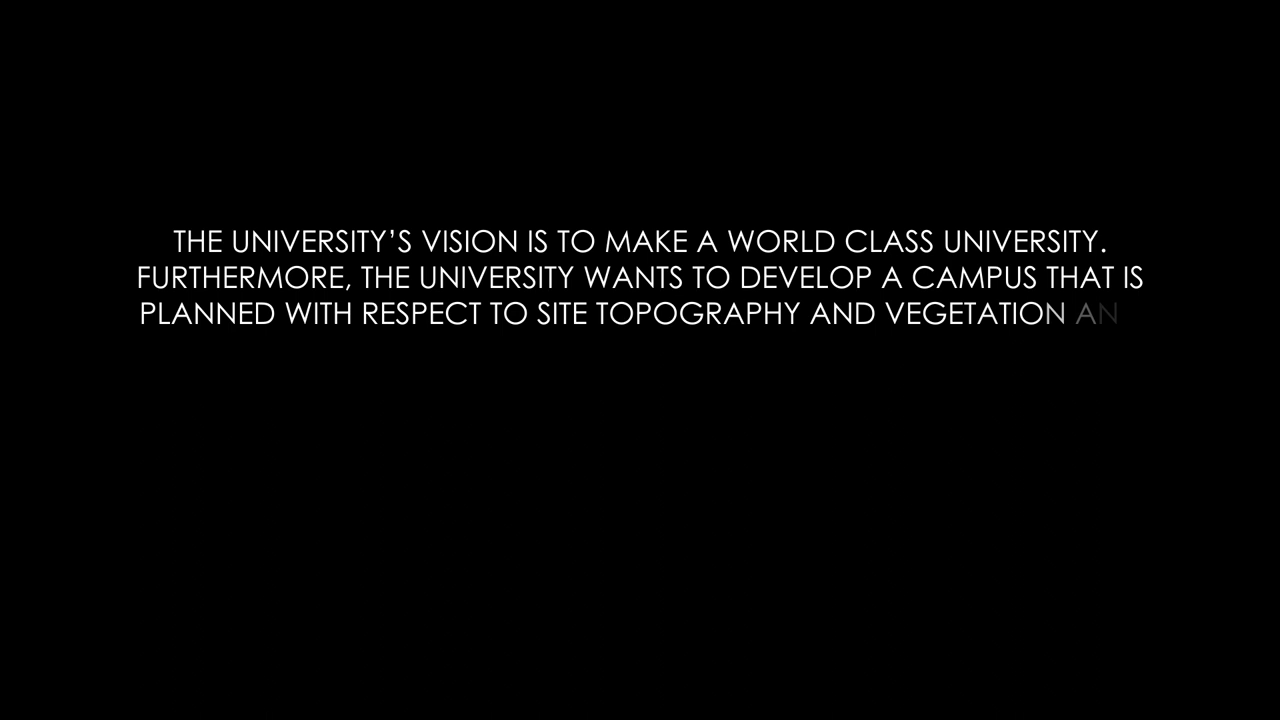 THE UNIVERSITY’S VISION IS TO MAKE A WORLD CLASS UNIVERSITY.
FURTHERMORE, THE UNIVERSITY WANTS TO DEVELOP A CAMPUS THAT IS
PLANNED WITH RESPECT TO SITE TOPOGRAPHY AND VEGETATION AN